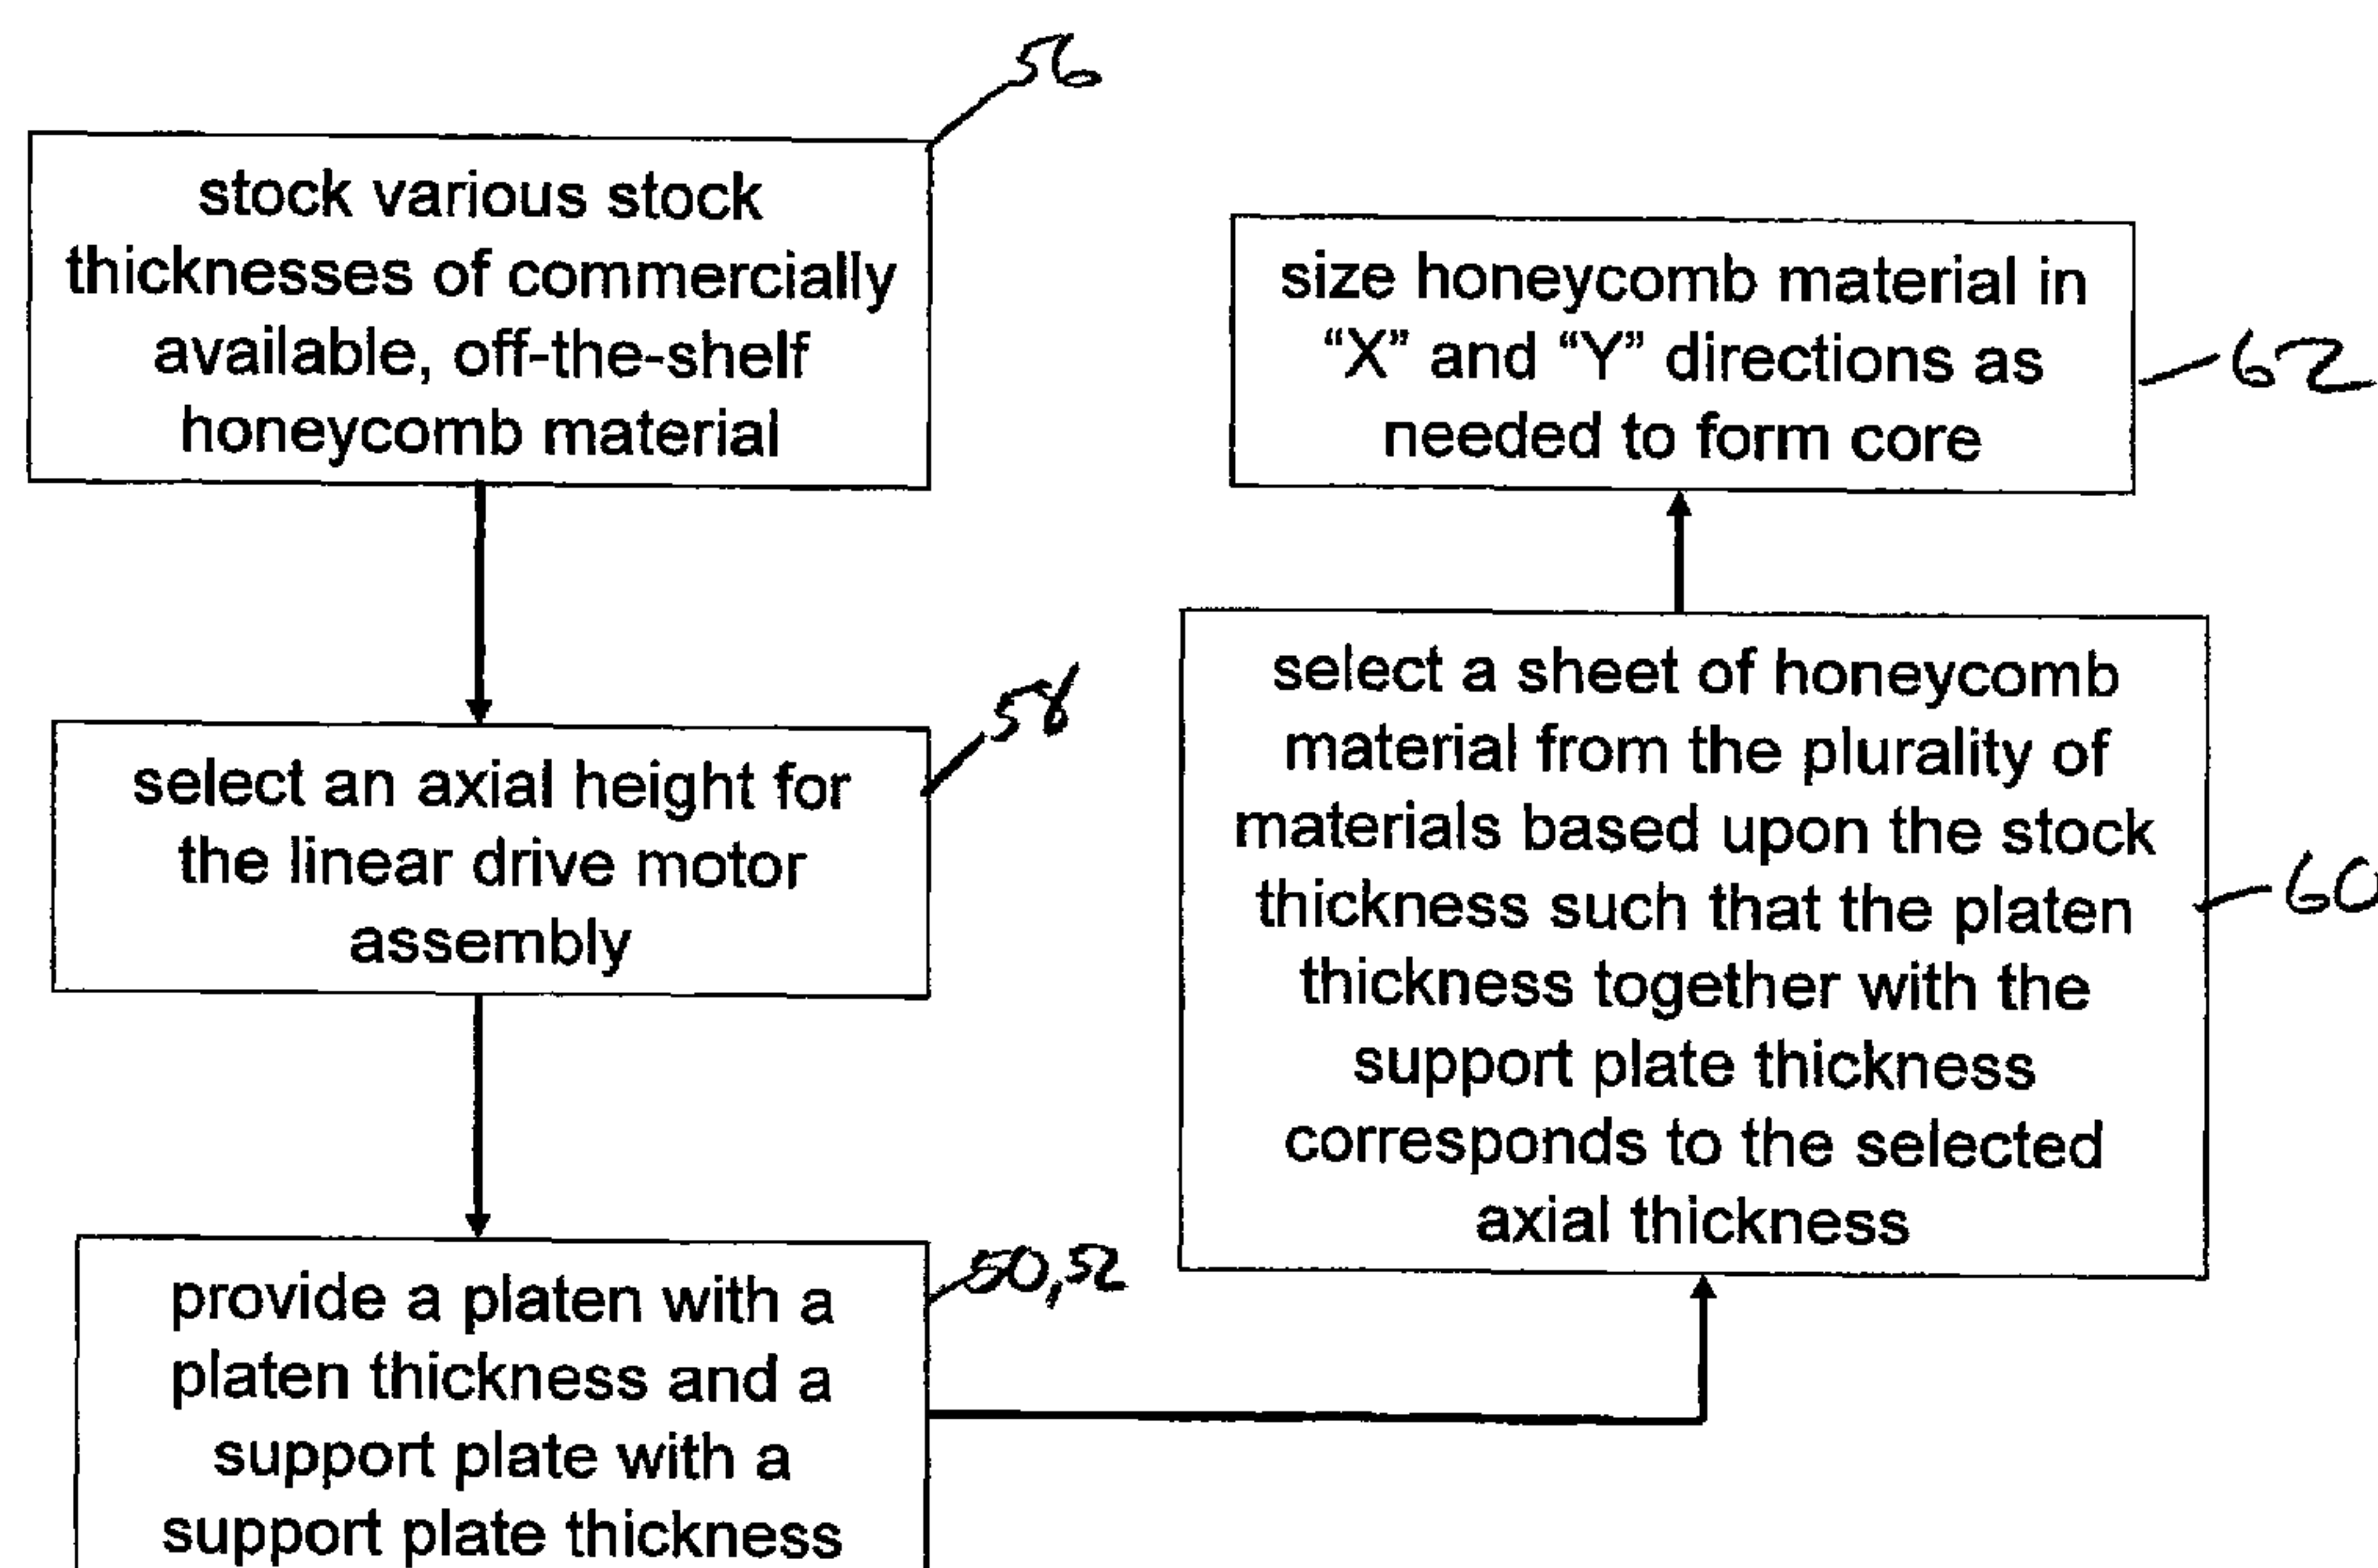 56
stock various stock
thicknesses of commercially
available, off-the-shelf
honeycomb material
58
select an axial height for
the linear drive motor
assembly
50,52
provide a platen with a
platen thickness and a
support plate with a
support plate thickness
size honeycomb material in
“X” and “Y” directions as
needed to form core
62
select a sheet of honeycomb
material from the plurality of
materials based upon the stock
thickness such that the platen
thickness together with the
support plate thickness
corresponds to the selected
axial thickness
60